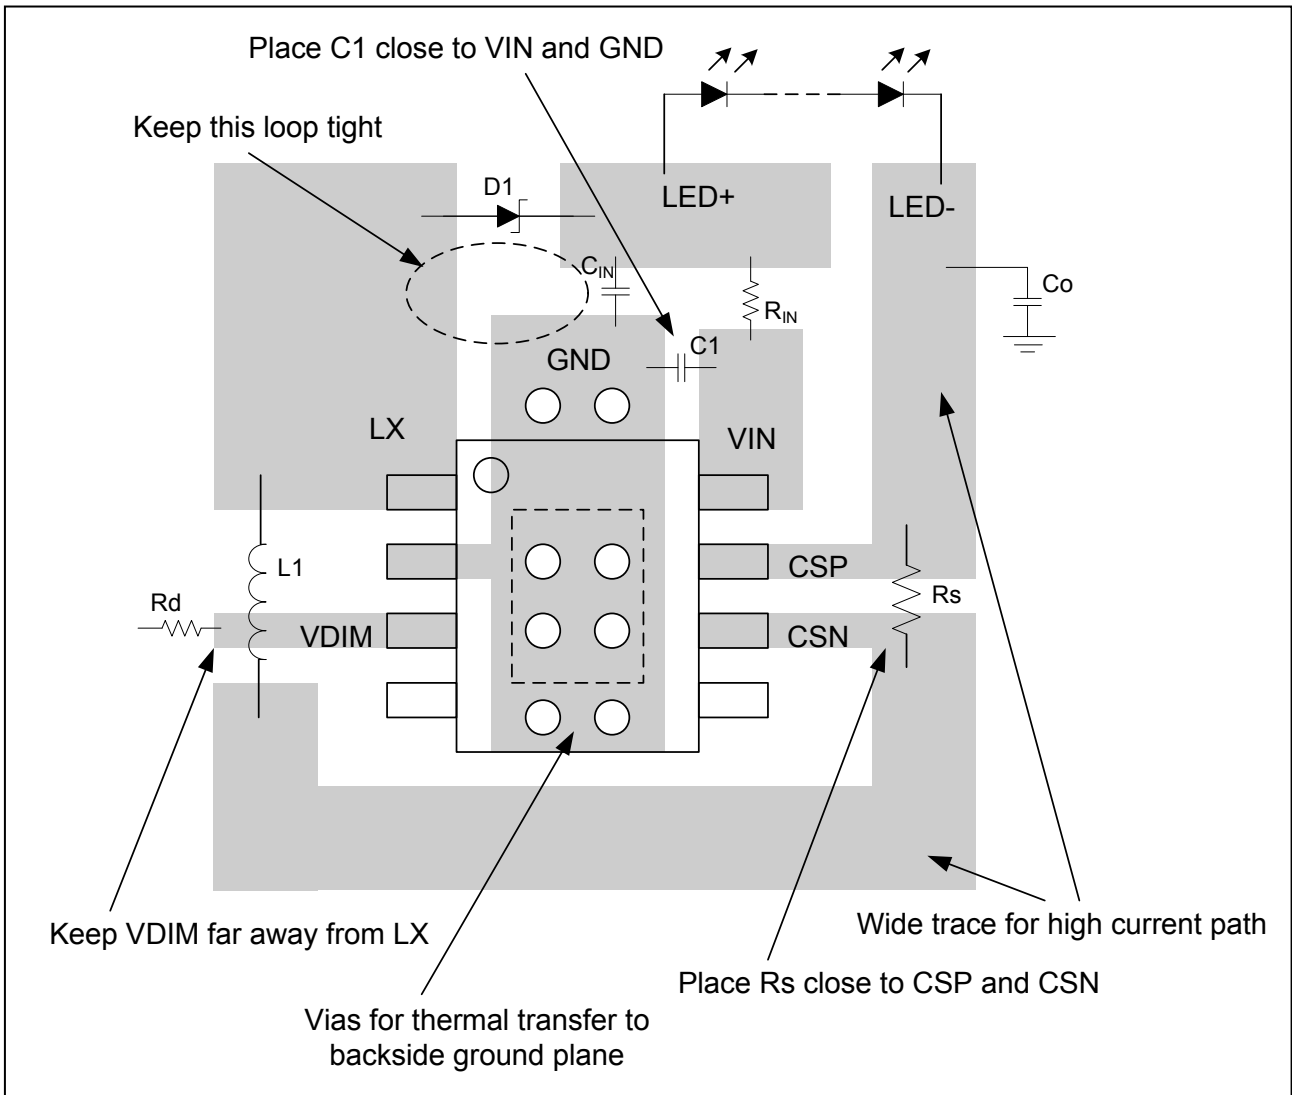 Place C1 close to VIN and GND
Keep this loop tight
D1
LED+
LED-
CIN
RIN
Co
GND
C1
LX
VIN
L1
CSP
Rd
Rs
VDIM
CSN
Keep VDIM far away from LX
Wide trace for high current path
Place Rs close to CSP and CSN
Vias for thermal transfer to
backside ground plane